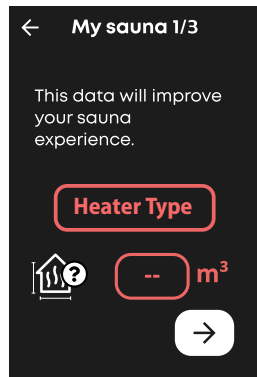 My sauna 1/3
This data will improve
your sauna
experience.
Heater Type
? -- m³